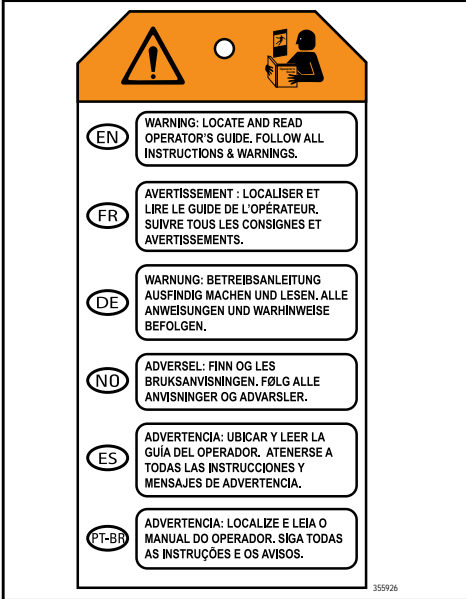 EN
WARNING: LOCATE AND READ
OPERATOR'S GUIDE. FOLLOW ALL
INSTRUCTIONS & WARNINGS.
FR
AVERTISSEMENT : LOCALISER ET
LIRE LE GUIDE DE L'OPÉRATEUR.
SUIVRE TOUS LES CONSIGNES ET
AVERTISSEMENTS.
DE
WARNUNG: BETREIBSANLEITUNG
AUSFINDIG MACHEN UND LESEN. ALLE
ANWEISUNGEN UND WARHINWEISE
BEFOLGEN.
NO
ADVERSEL: FINN OG LES
BRUKSANVISNINGEN. FØLG ALLE
ANVISNINGER OG ADVARSLER.
ES
ADVERTENCIA: UBICAR Y LEER LA
GUÍA DEL OPERADOR. ATENERSE A
TODAS LAS INSTRUCCIONES Y
MENSAJES DE ADVERTENCIA.
PT-BR
ADVERTENCIA: LOCALIZE E LEIA O
MANUAL DO OPERADOR. SIGA TODAS
AS INSTRUÇÕES E OS AVISOS.
355926